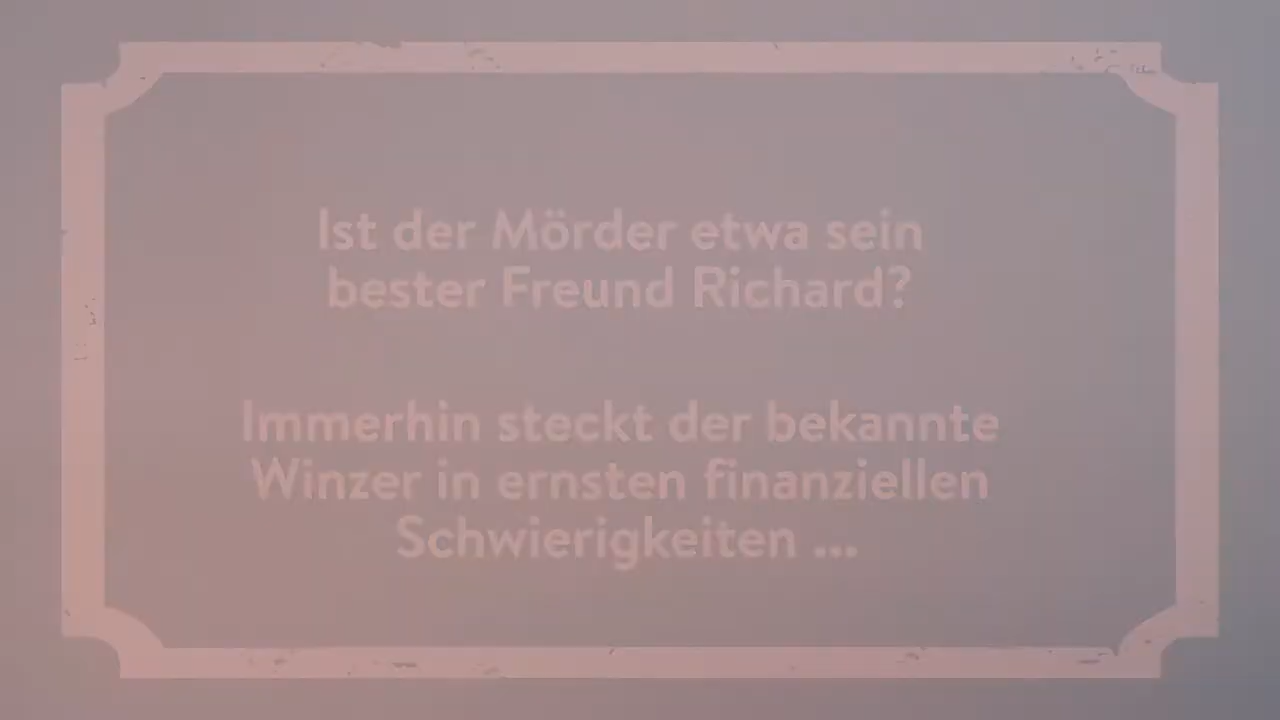 Ist der Mörder etwa sein
bester Freund Richard?
Immerhin steckt der bekannte
Winzer in ernsten finanziellen
Schwierigkeiten ...